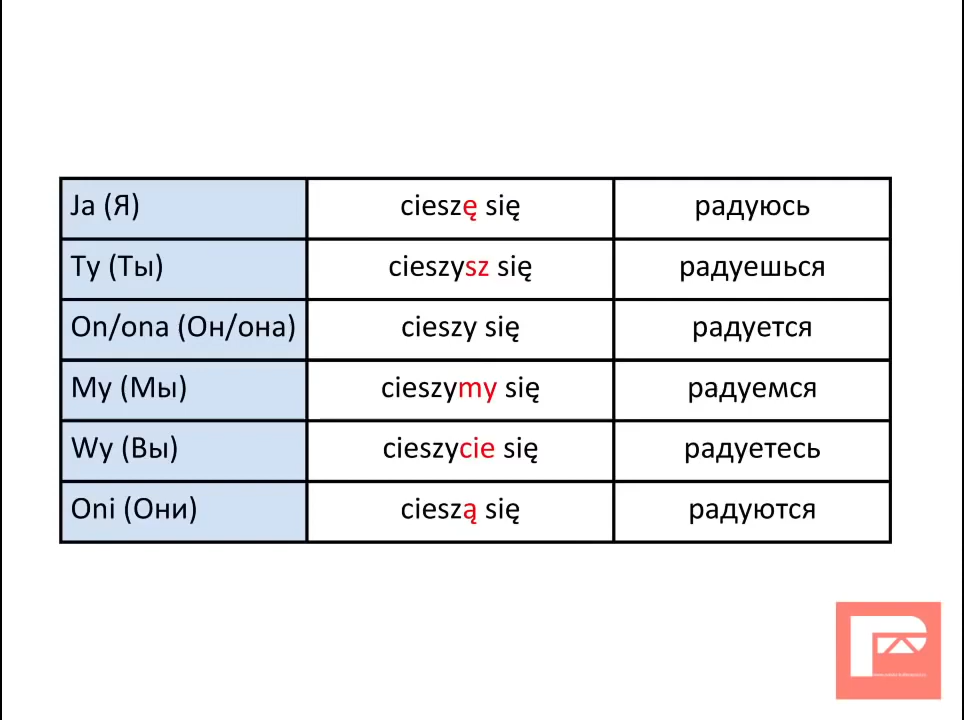 Ja (Я) cieszę się радуюсь
Ty (Ты) cieszysz się радуешься
On/ona (Он/она) cieszy się радуется
My (Мы) cieszymy się радуемся
Wy (Вы) cieszycie się радуетесь
Oni (Они) cieszą się радуются